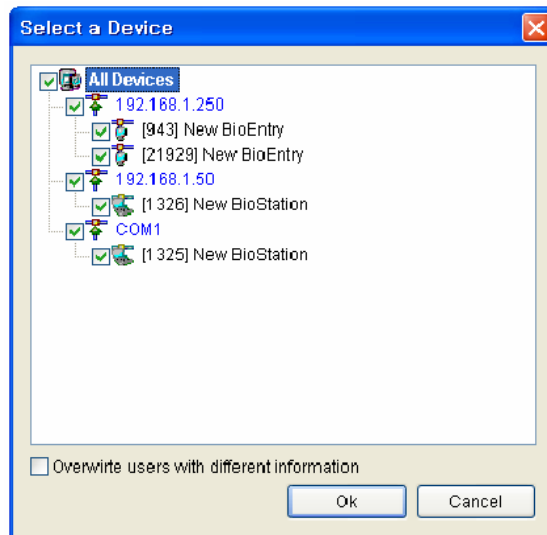 Select a Device
All Devices
192.168.1.250
[943] New BioEntry
[21929] New BioEntry
192.168.1.50
[1326] New BioStation
COM1
[1325] New BioStation
Overwirte users with different information
Ok
Cancel